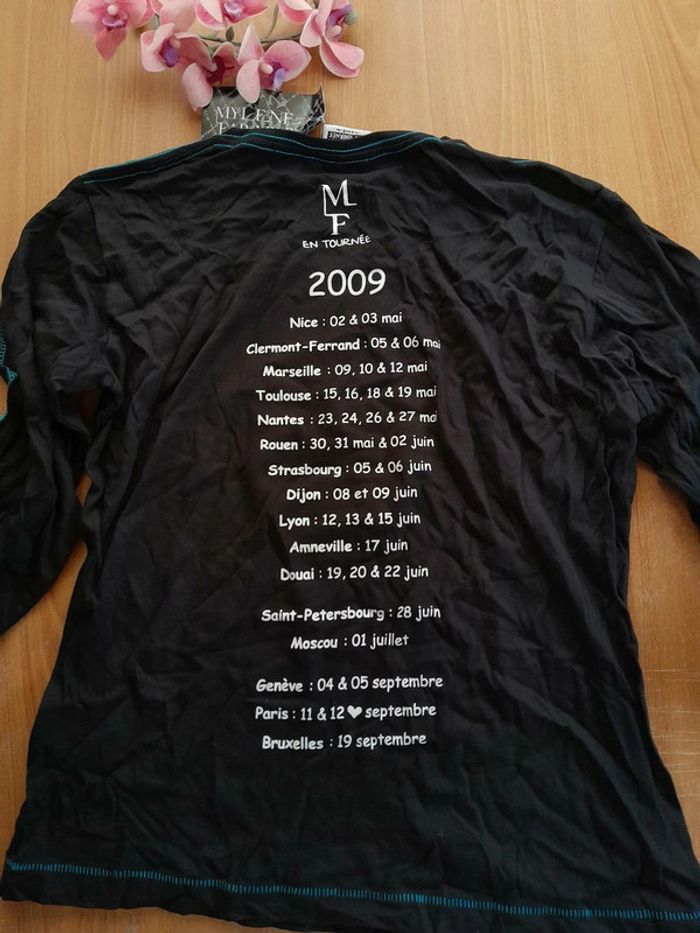 MYLENE
M
F
EN TOURNÉE
2009
Nice : 02 & 03 mai
Clermont-Ferrand : 05 & 06 mai
Marseille : 09, 10 & 12 mai
Toulouse : 15, 16, 18 & 19 mai
Nantes : 23, 24, 26 & 27 mai
Rouen : 30, 31 mai & 02 juin
Strasbourg : 05 & 06 juin
Dijon : 08 et 09 juin
Lyon : 12, 13 & 15 juin
Amneville : 17 juin
Douai : 19, 20 & 22 juin
Saint-Petersbourg : 28 juin
Moscou : 01 juillet
Genève : 04 & 05 septembre
Paris : 11 & 12 ♥ septembre
Bruxelles : 19 septembre